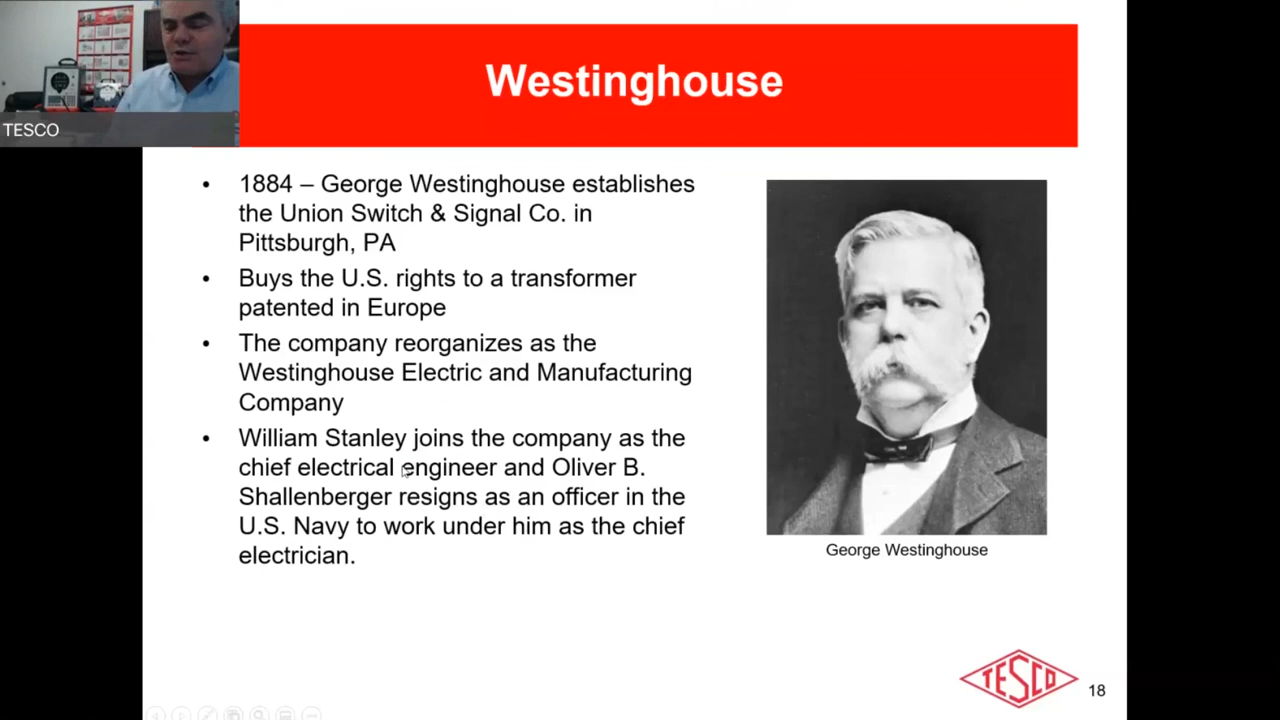 TESCO
Westinghouse
• 1884 – George Westinghouse establishes
the Union Switch & Signal Co. in
Pittsburgh, PA
• Buys the U.S. rights to a transformer
patented in Europe
• The company reorganizes as the
Westinghouse Electric and Manufacturing
Company
• William Stanley joins the company as the
chief electrical engineer and Oliver B.
Shallenberger resigns as an officer in the
U.S. Navy to work under him as the chief
electrician.
George Westinghouse
TESCO
18